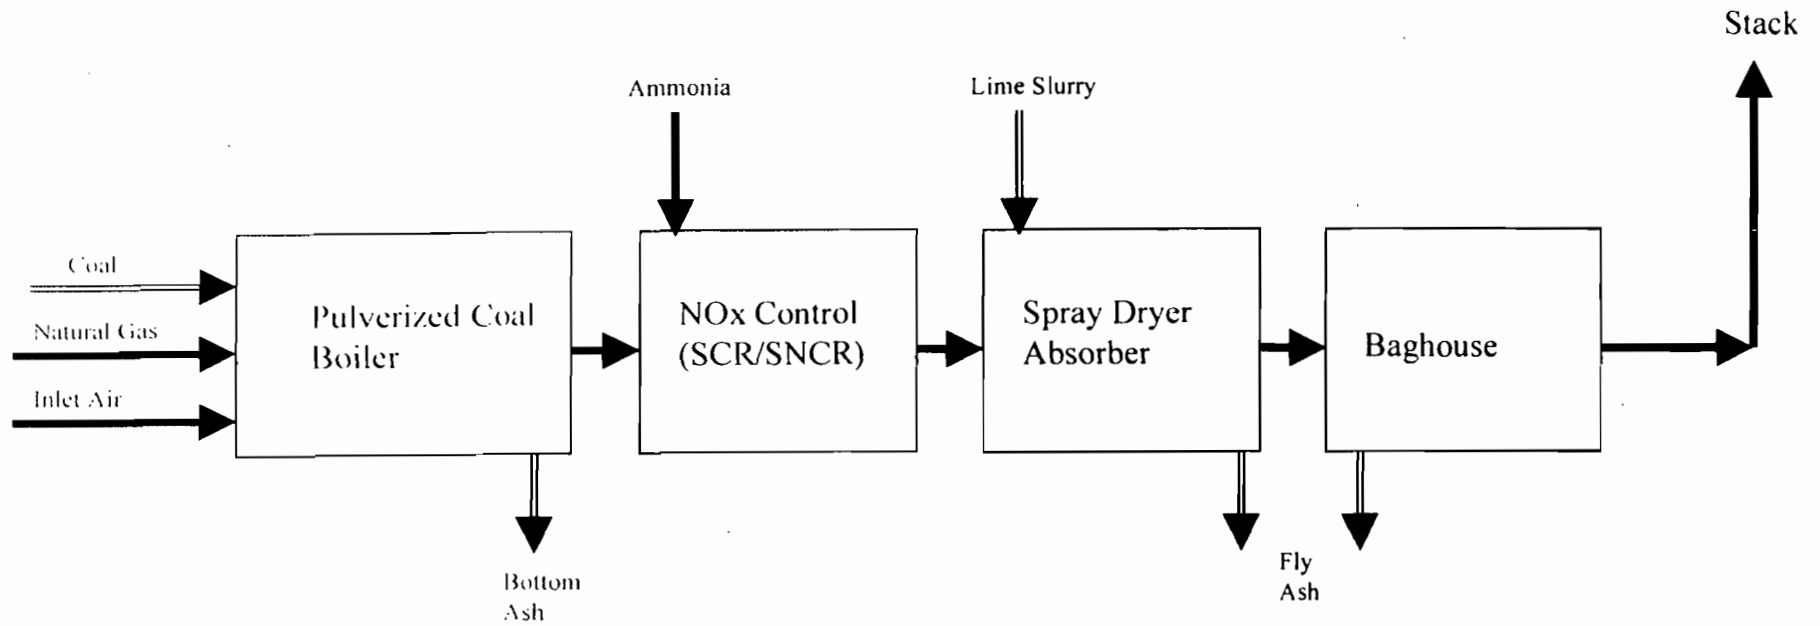 Stack
Ammonia
Lime Slurry
Coal
Natural Gas
Inlet Air
Pulverized Coal
Boiler
NOx Control
(SCR/SNCR)
Spray Dryer
Absorber
Baghouse
Bottom
Ash
Fly
Ash